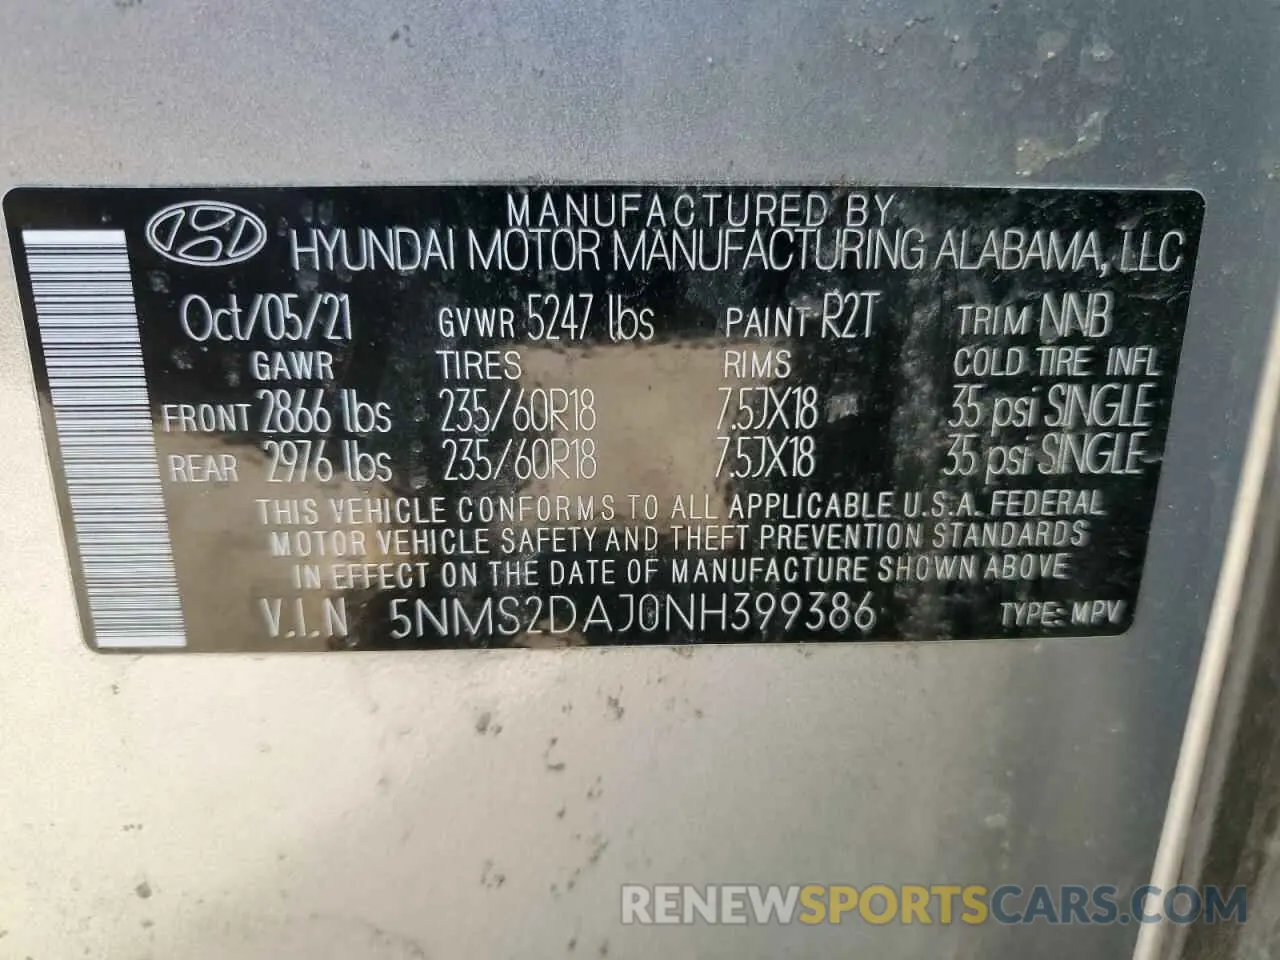 MANUFACTURED BY
HYUNDAI MOTOR MANUFACTURING ALABAMA, LLC
Oct/05/21 GVWR 5247 lbs PAINT R2T TRIM NNB
GAWR TIRES RIMS COLD TIRE INFL
FRONT 2866 lbs 235/60R18 7.5JX18 35 psi SINGLE
REAR 2976 lbs 235/60R18 7.5JX18 35 psi SINGLE
THIS VEHICLE CONFORMS TO ALL APPLICABLE U.S.A. FEDERAL
MOTOR VEHICLE SAFETY AND THEFT PREVENTION STANDARDS
IN EFFECT ON THE DATE OF MANUFACTURE SHOWN ABOVE
V.I.N 5NMS2DAJ0NH399386 TYPE: MPV
RENEWSPORTSCARS.COM